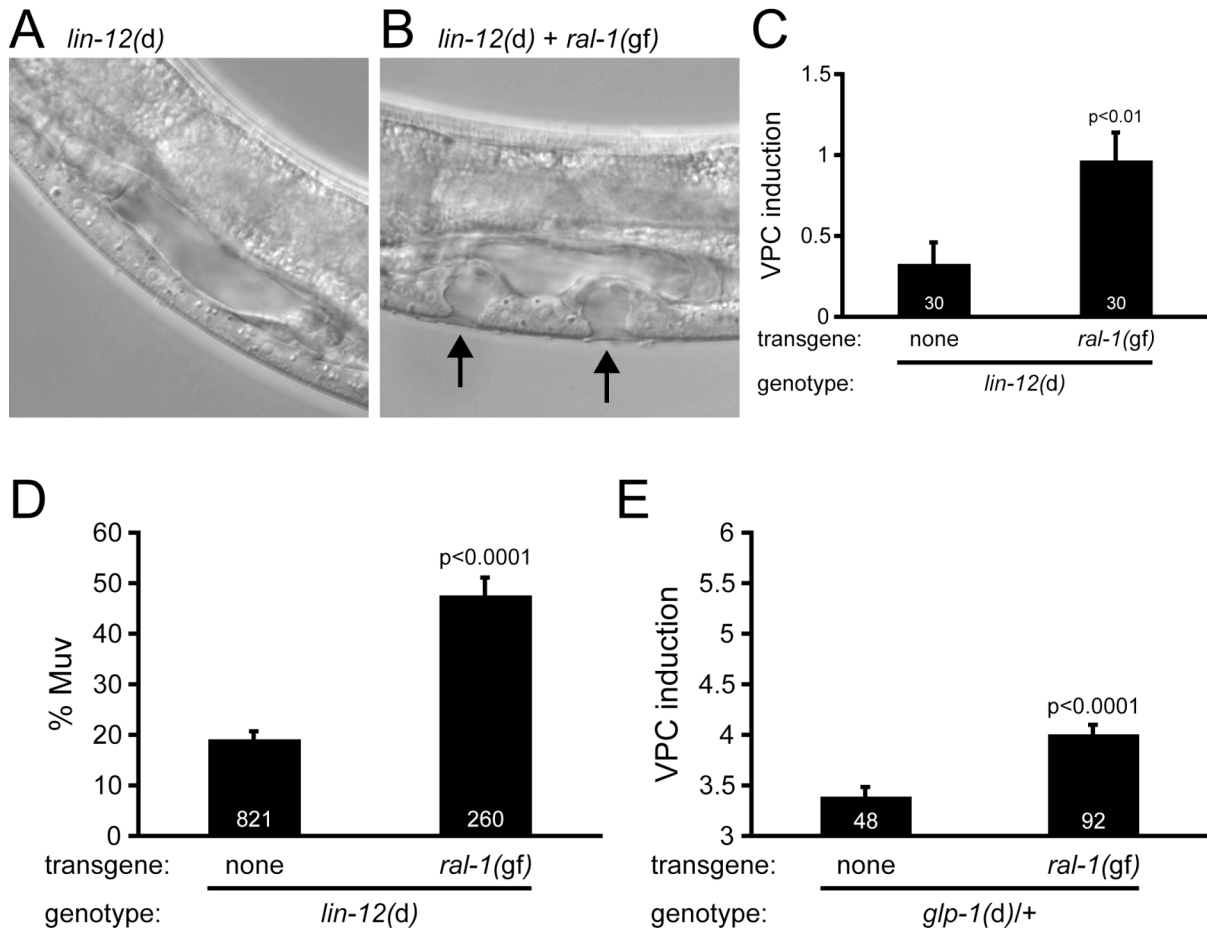 A lin-12(d)
B lin-12(d) + ral-1(gf)
C
1.5
1
0.5
0
VPC induction
p<0.01
30
30
transgene: none ral-1(gf)
genotype: lin-12(d)
D
60
50
40
30
20
10
0
% Muv
p<0.0001
821
260
transgene: none ral-1(gf)
genotype: lin-12(d)
E
6
5.5
5
4.5
4
3.5
3
VPC induction
p<0.0001
48
92
transgene: none ral-1(gf)
genotype: glp-1(d)/+